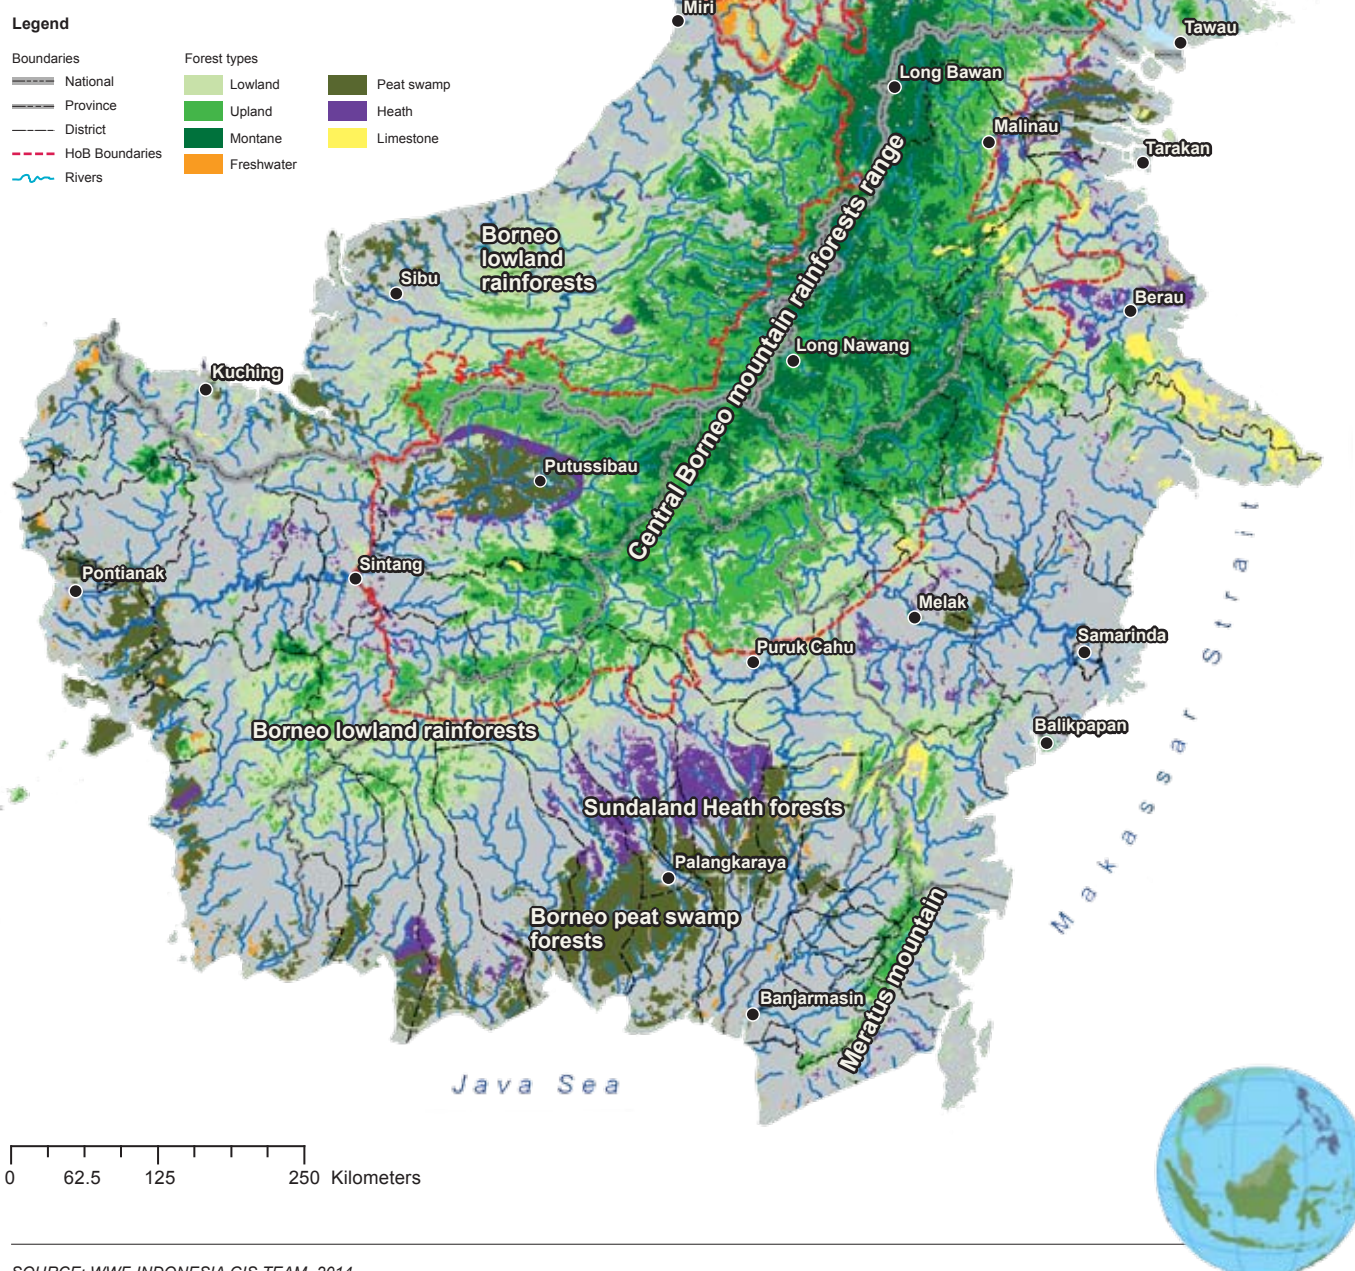 Legend
Boundaries
National
Province
District
HoB Boundaries
Rivers
Forest types
Lowland
Upland
Montane
Freshwater
Peat swamp
Heath
Limestone
Miri
Tawau
Long Bawan
Malinau
Tarakan
Central Borneo mountain rainforests range
Borneo
lowland
rainforests
Sibu
Berau
Long Nawang
Kuching
Putussibau
Sintang
Pontianak
Melak
Samarinda
Puruk Cahu
Balikpapan
Borneo lowland rainforests
Makassar Strait
Sundaland Heath forests
Palangkaraya
Borneo peat swamp
forests
Meratus mountain
Banjarmasin
Java Sea
0 62.5 125 250 Kilometers
SOURCE: WWF-INDONESIA GIS TEAM, 2014